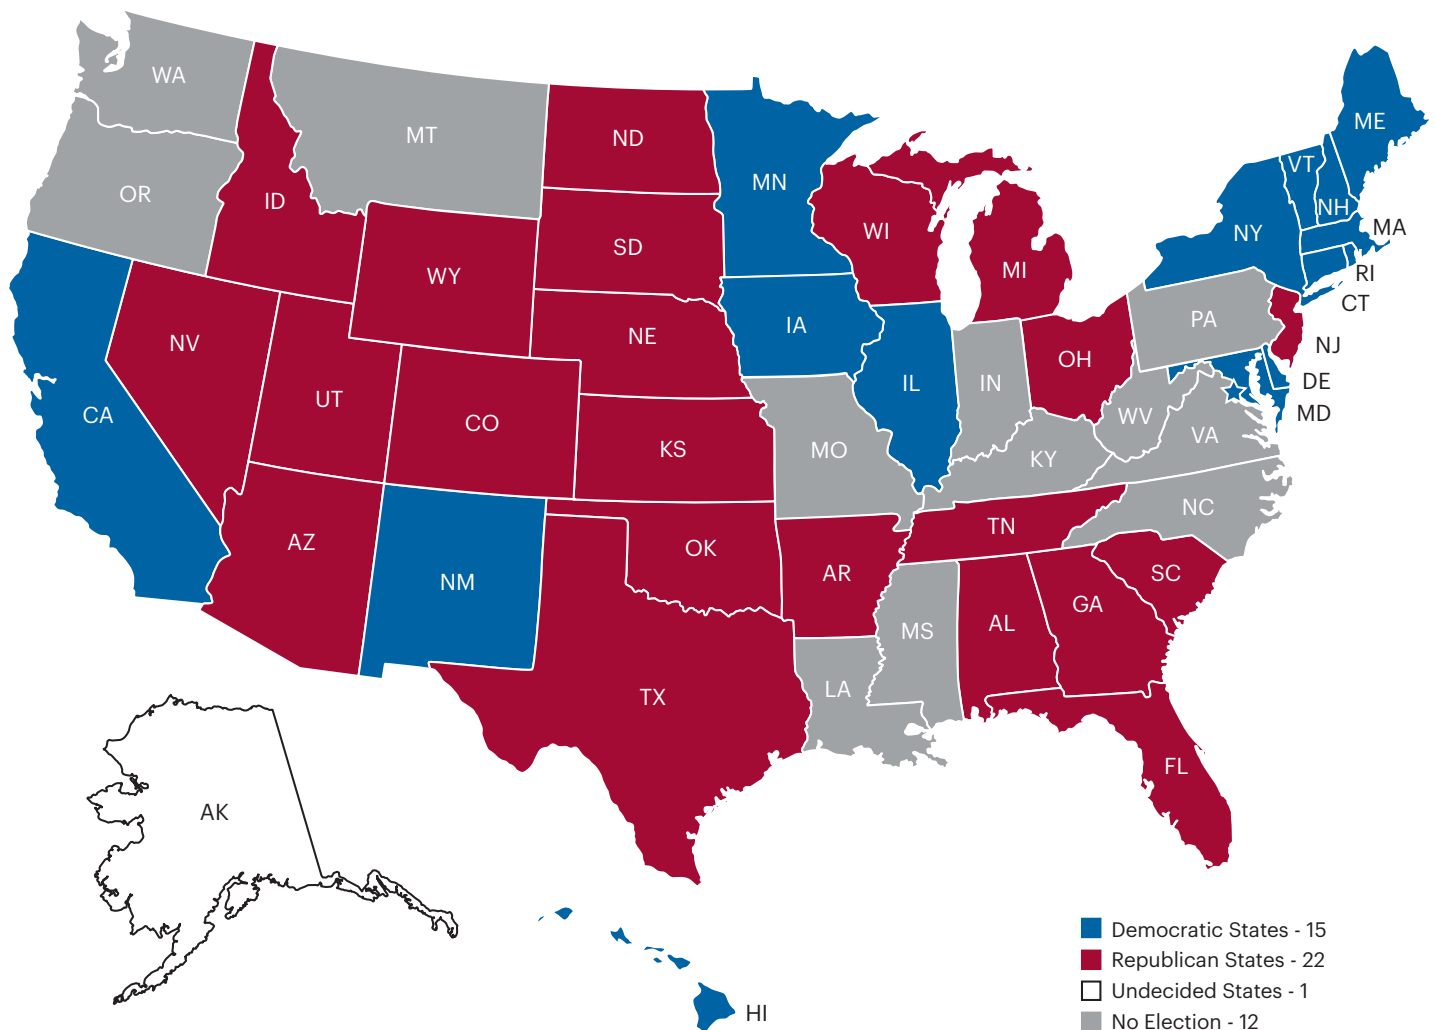 WA
MT
ND
MN
ME
VT
OR
ID
NH
NY
MA
WI
SD
WY
MI
RI
CT
PA
IA
NE
NV
NJ
OH
DE
IN
IL
UT
CA
CO
MD
WV
VA
MO
KS
KY
NC
TN
AZ
OK
AR
SC
NM
GA
MS
AL
LA
TX
FL
AK
HI
Democratic States - 15
Republican States - 22
Undecided States - 1
No Election - 12